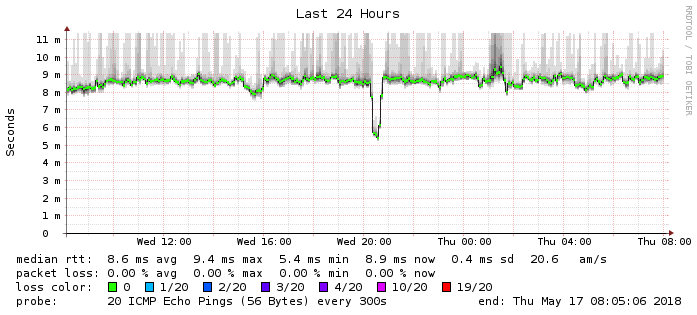 Last 24 Hours
RRDTOOL / TOBI OETIKER
Seconds
11 m
10 m
9 m
8 m
7 m
6 m
5 m
4 m
3 m
2 m
1 m
0
Wed 12:00 Wed 16:00 Wed 20:00 Thu 00:00 Thu 04:00 Thu 08:00
median rtt: 8.6 ms avg 9.4 ms max 5.4 ms min 8.9 ms now 0.4 ms sd 20.6 am/s
packet loss: 0.00 % avg 0.00 % max 0.00 % min 0.00 % now
loss color: 0 1/20 2/20 3/20 4/20 10/20 19/20
probe: 20 ICMP Echo Pings (56 Bytes) every 300s end: Thu May 17 08:05:06 2018